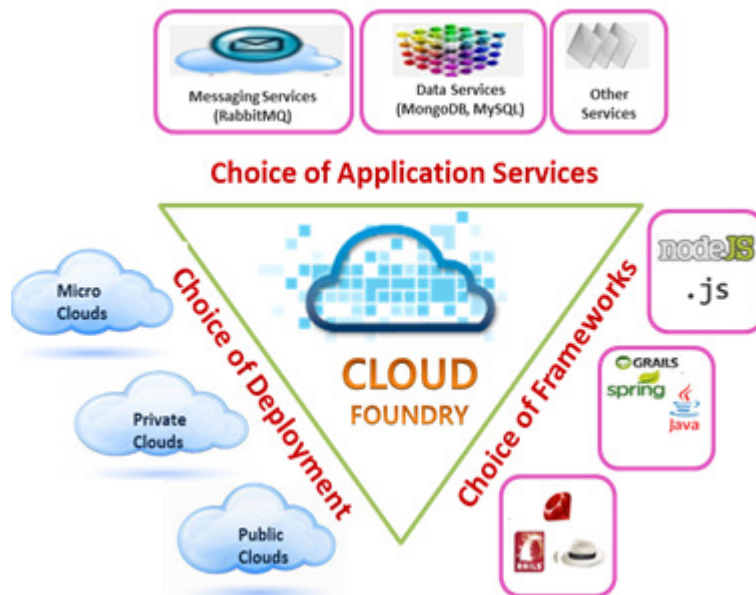 Messaging Services
(RabbitMQ)
Data Services
(MongoDB, MySQL)
Other
Services
Choice of Application Services
Choice of Deployment
Choice of Frameworks
Micro
Clouds
Private
Clouds
Public
Clouds
CLOUD
FOUNDRY
nodeJS
.js
GRAILS
spring
Java
RAILS